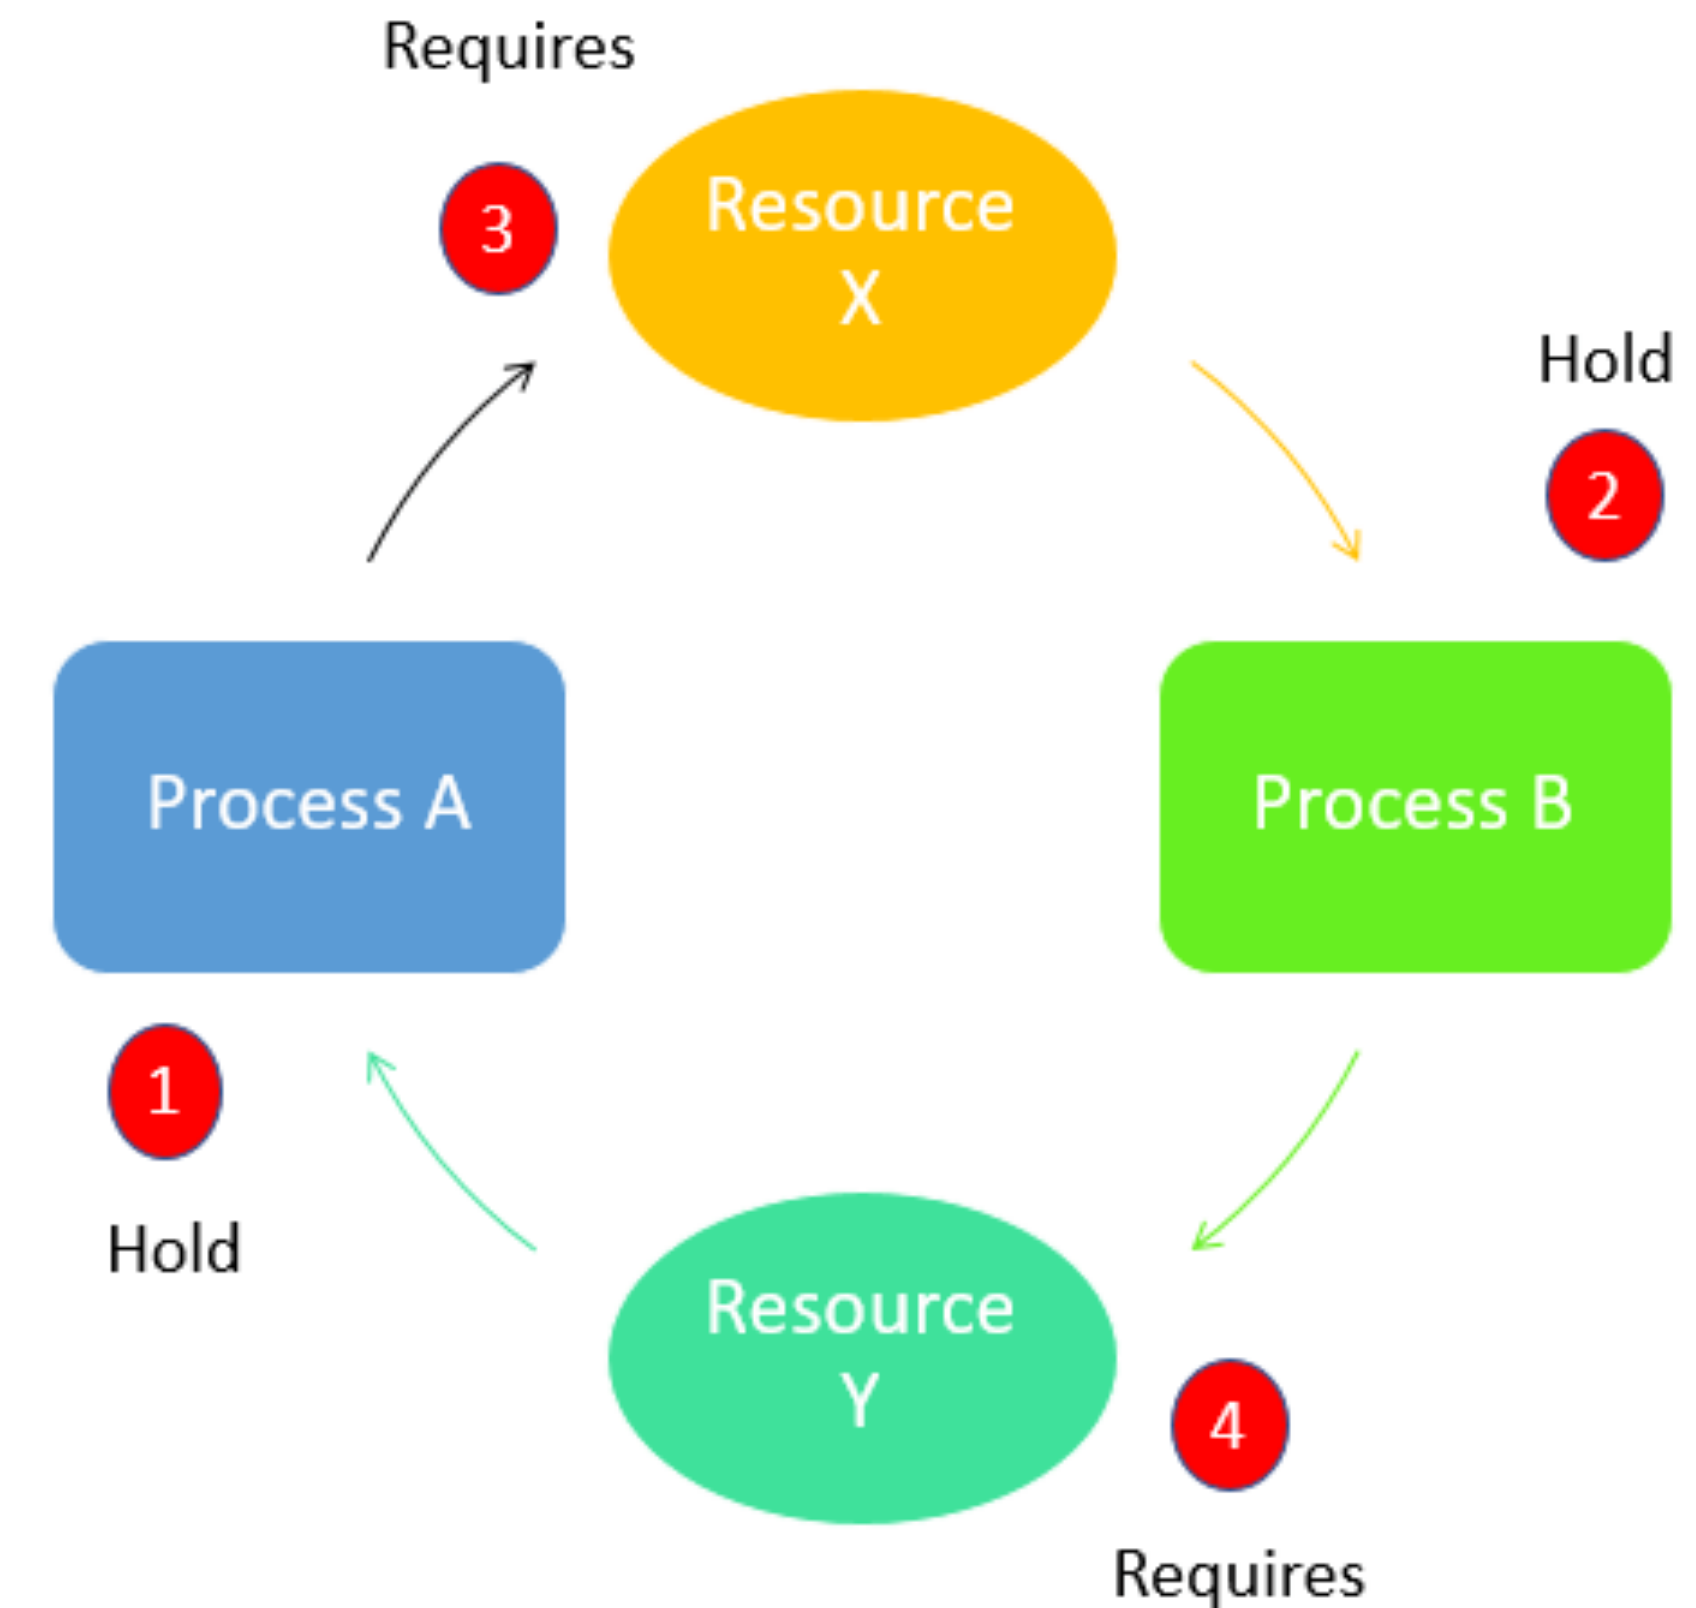 Requires
3
Resource
X
Hold
2
Process A
Process B
1
Hold
Resource
Y
4
Requires